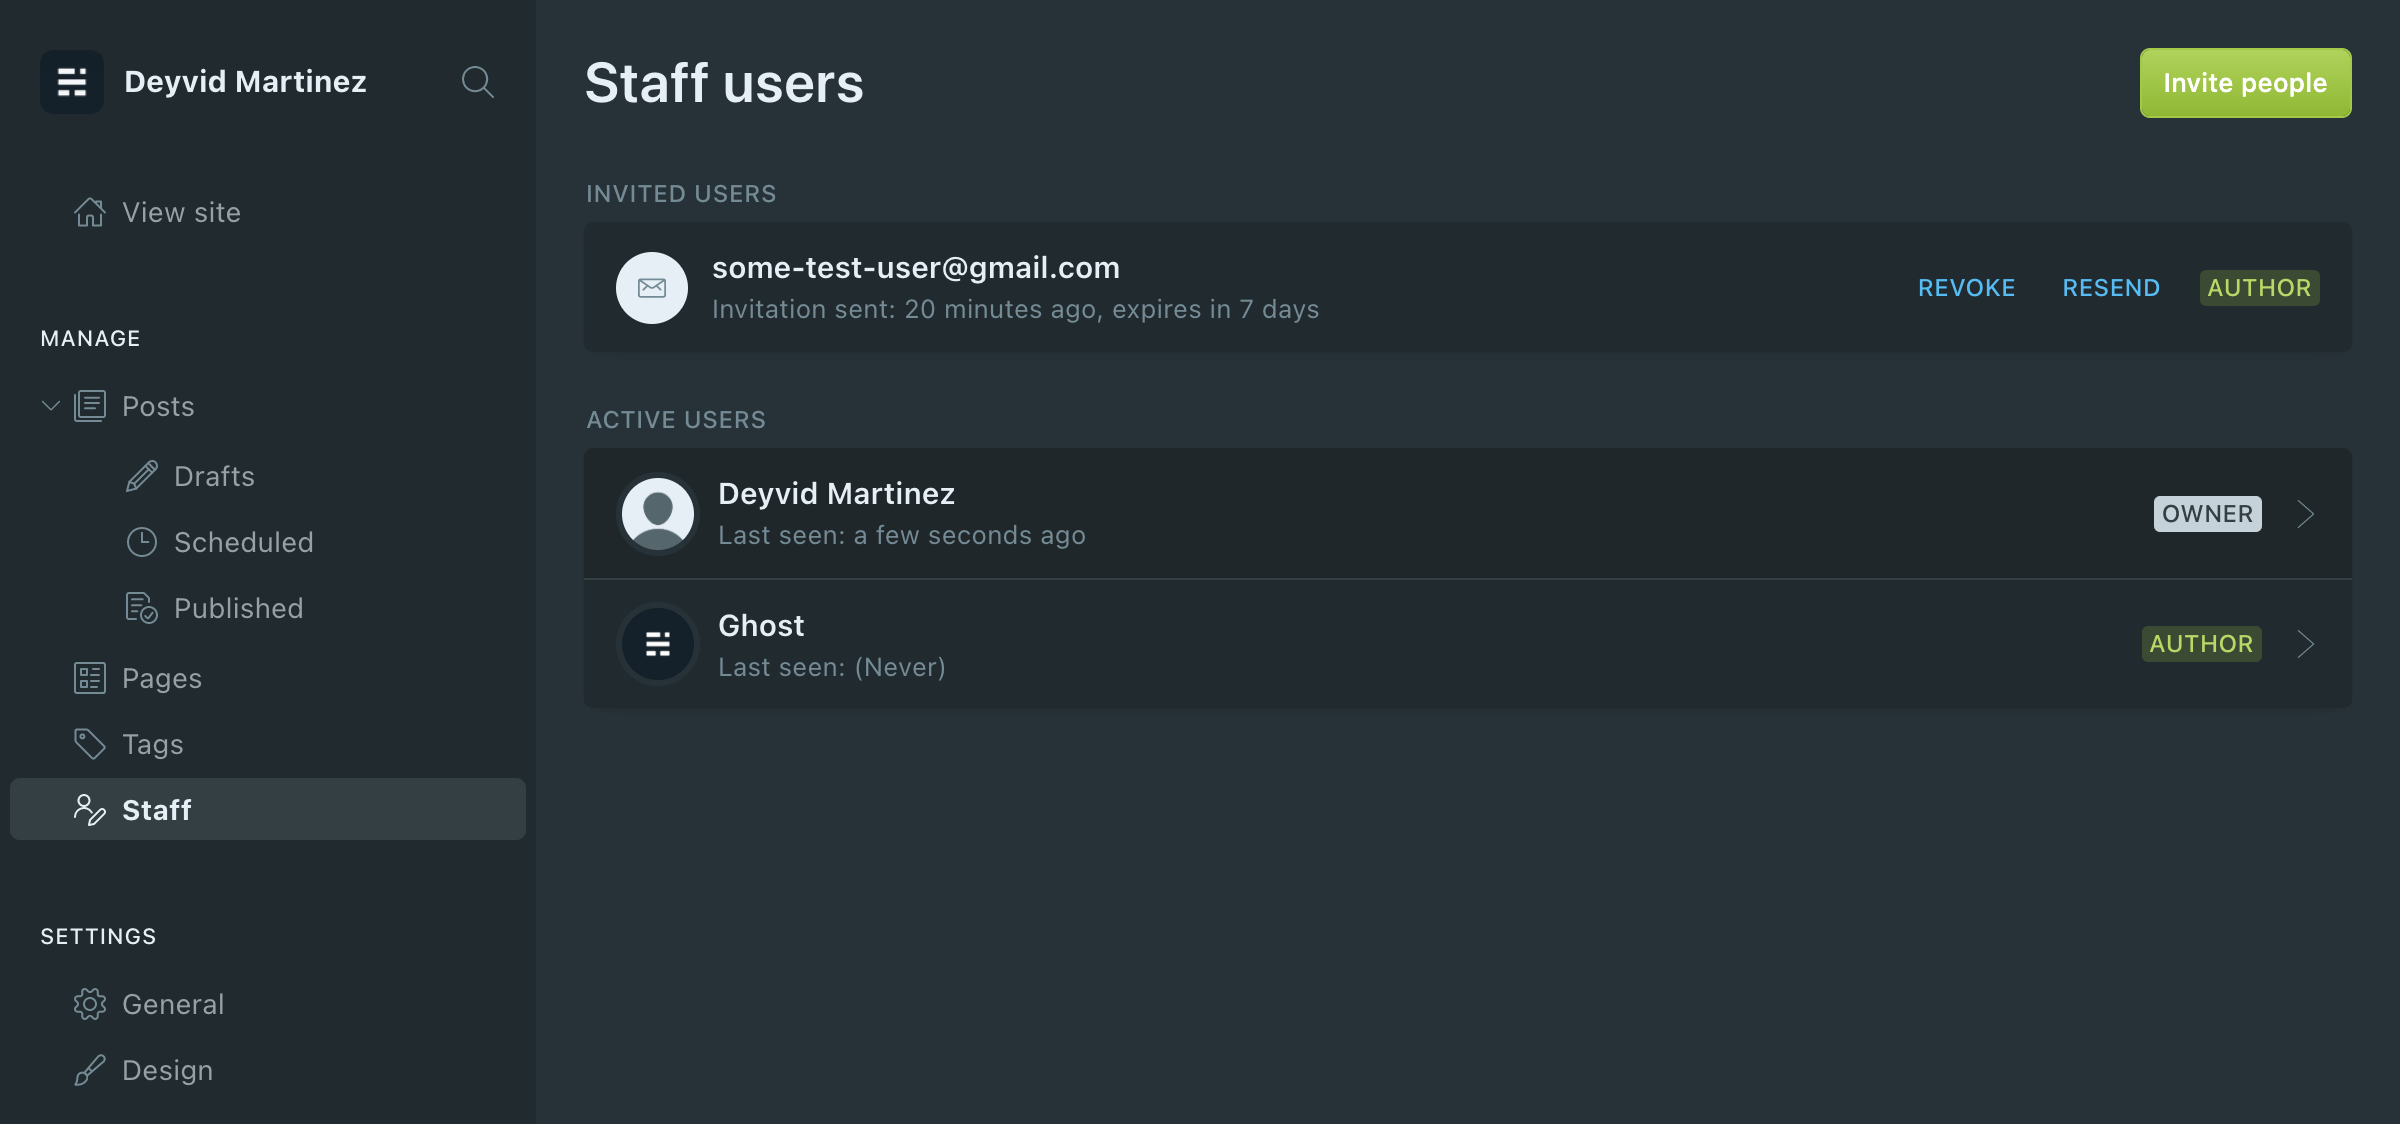 Deyvid Martinez
View site
MANAGE
Posts
Drafts
Scheduled
Published
Pages
Tags
Staff
SETTINGS
General
Design
Staff users
Invite people
INVITED USERS
some-test-user@gmail.com
Invitation sent: 20 minutes ago, expires in 7 days
REVOKE RESEND AUTHOR
ACTIVE USERS
Deyvid Martinez
Last seen: a few seconds ago
OWNER
Ghost
Last seen: (Never)
AUTHOR